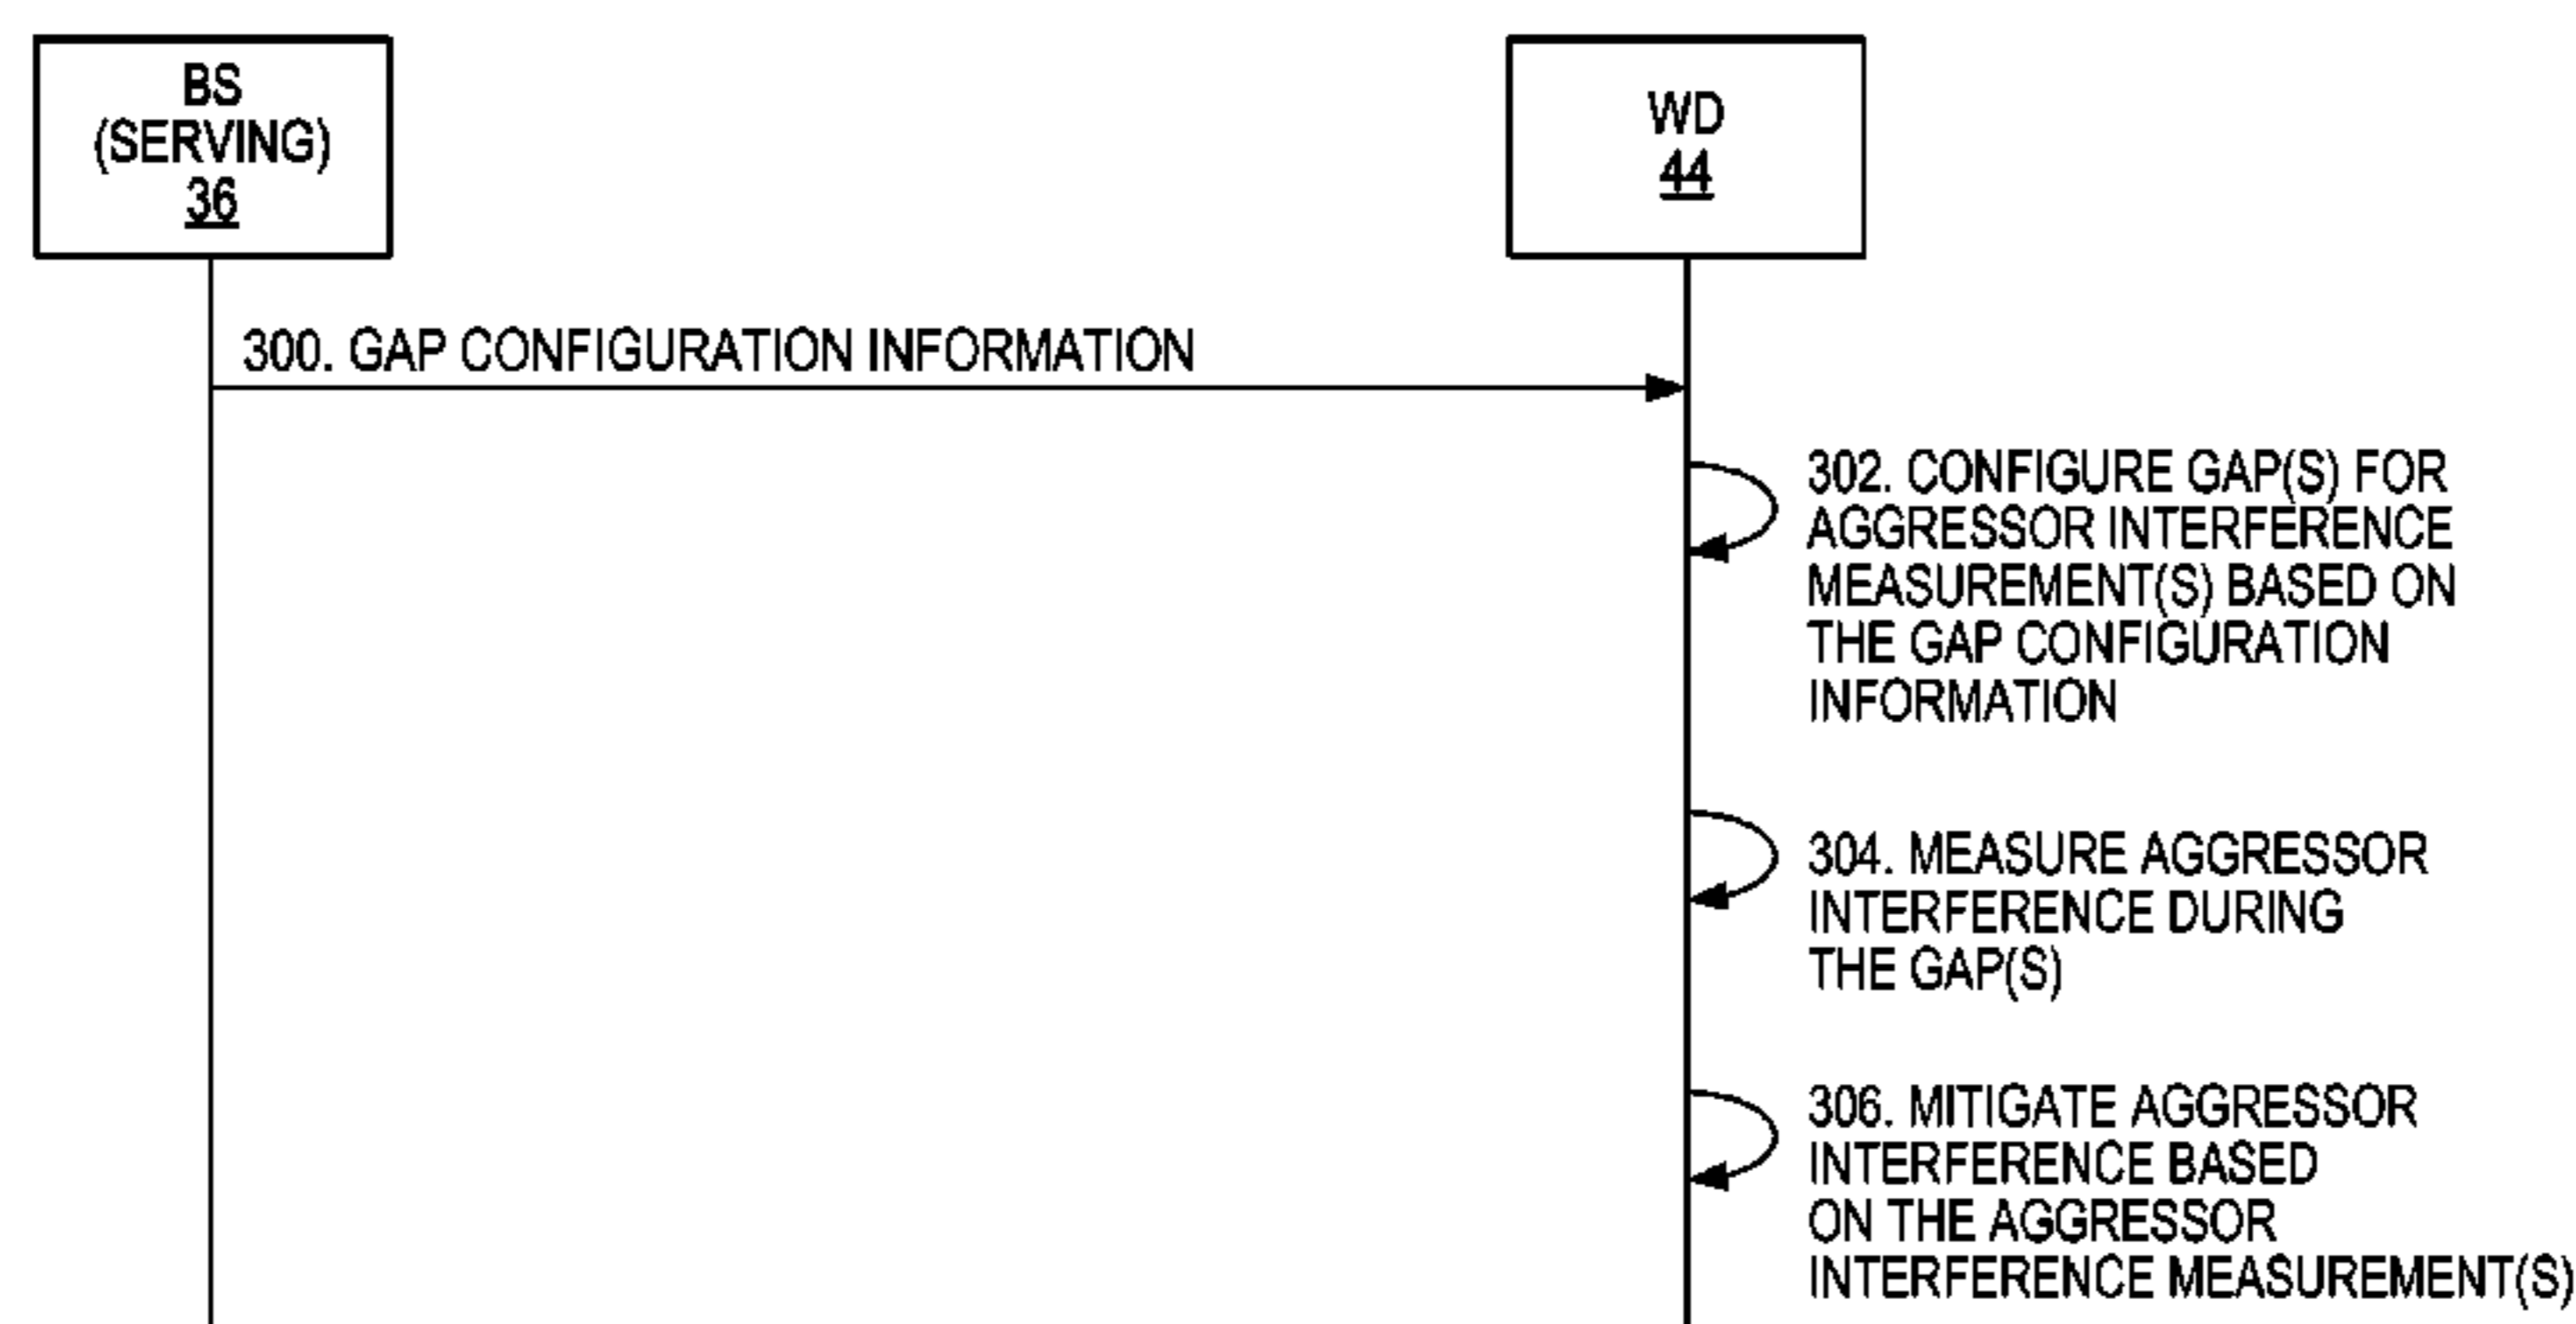 BS
(SERVING)
36
WD
44
300. GAP CONFIGURATION INFORMATION
302. CONFIGURE GAP(S) FOR
AGGRESSOR INTERFERENCE
MEASUREMENT(S) BASED ON
THE GAP CONFIGURATION
INFORMATION
304. MEASURE AGGRESSOR
INTERFERENCE DURING
THE GAP(S)
306. MITIGATE AGGRESSOR
INTERFERENCE BASED
ON THE AGGRESSOR
INTERFERENCE MEASUREMENT(S)